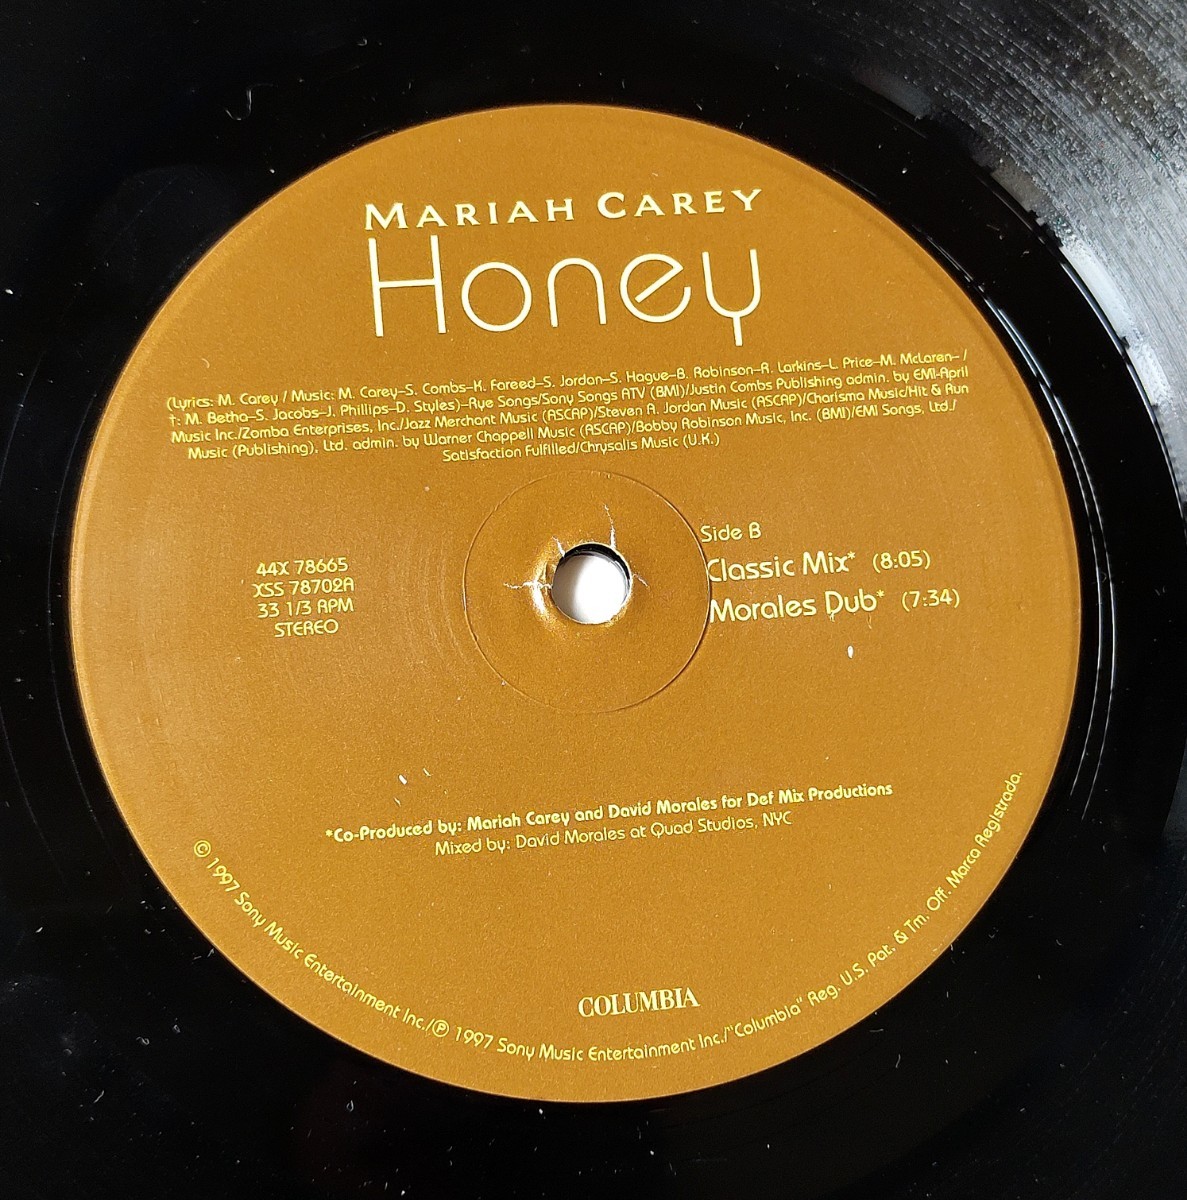 MARIAH CAREY
Honey
(Lyrics: M. Carey / Music: M. Carey–S. Combs–K. Fareed–S. Jordan–S. Hague–B. Robinson–R. Larkins–L. Price–M. McLaren– /
†: M. Betha–S. Jacobs–J. Phillips–D. Styles)–Rye Songs/Sony Songs ATV (BMI)/Justin Combs Publishing admin. by EMI-April
Music Inc./Zomba Enterprises, Inc./Jazz Merchant Music (ASCAP)/Steven A. Jordan Music (ASCAP)/Charisma Music/Hit & Run
Music (Publishing), Ltd. admin. by Warner Chappell Music (ASCAP)/Bobby Robinson Music, Inc. (BMI)/EMI Songs, Ltd./
Satisfaction Fulfilled/Chrysalis Music (U.K.)
Side B
Classic Mix* (8:05)
Morales Dub* (7:34)
44X 78665
XSS 78702A
33 1/3 RPM
STEREO
*Co-Produced by: Mariah Carey and David Morales for Def Mix Productions
Mixed by: David Morales at Quad Studios, NYC
COLUMBIA
© 1997 Sony Music Entertainment Inc./℗ 1997 Sony Music Entertainment Inc./"Columbia" Reg. U.S. Pat. & Tm. Off. Marca Registrada.